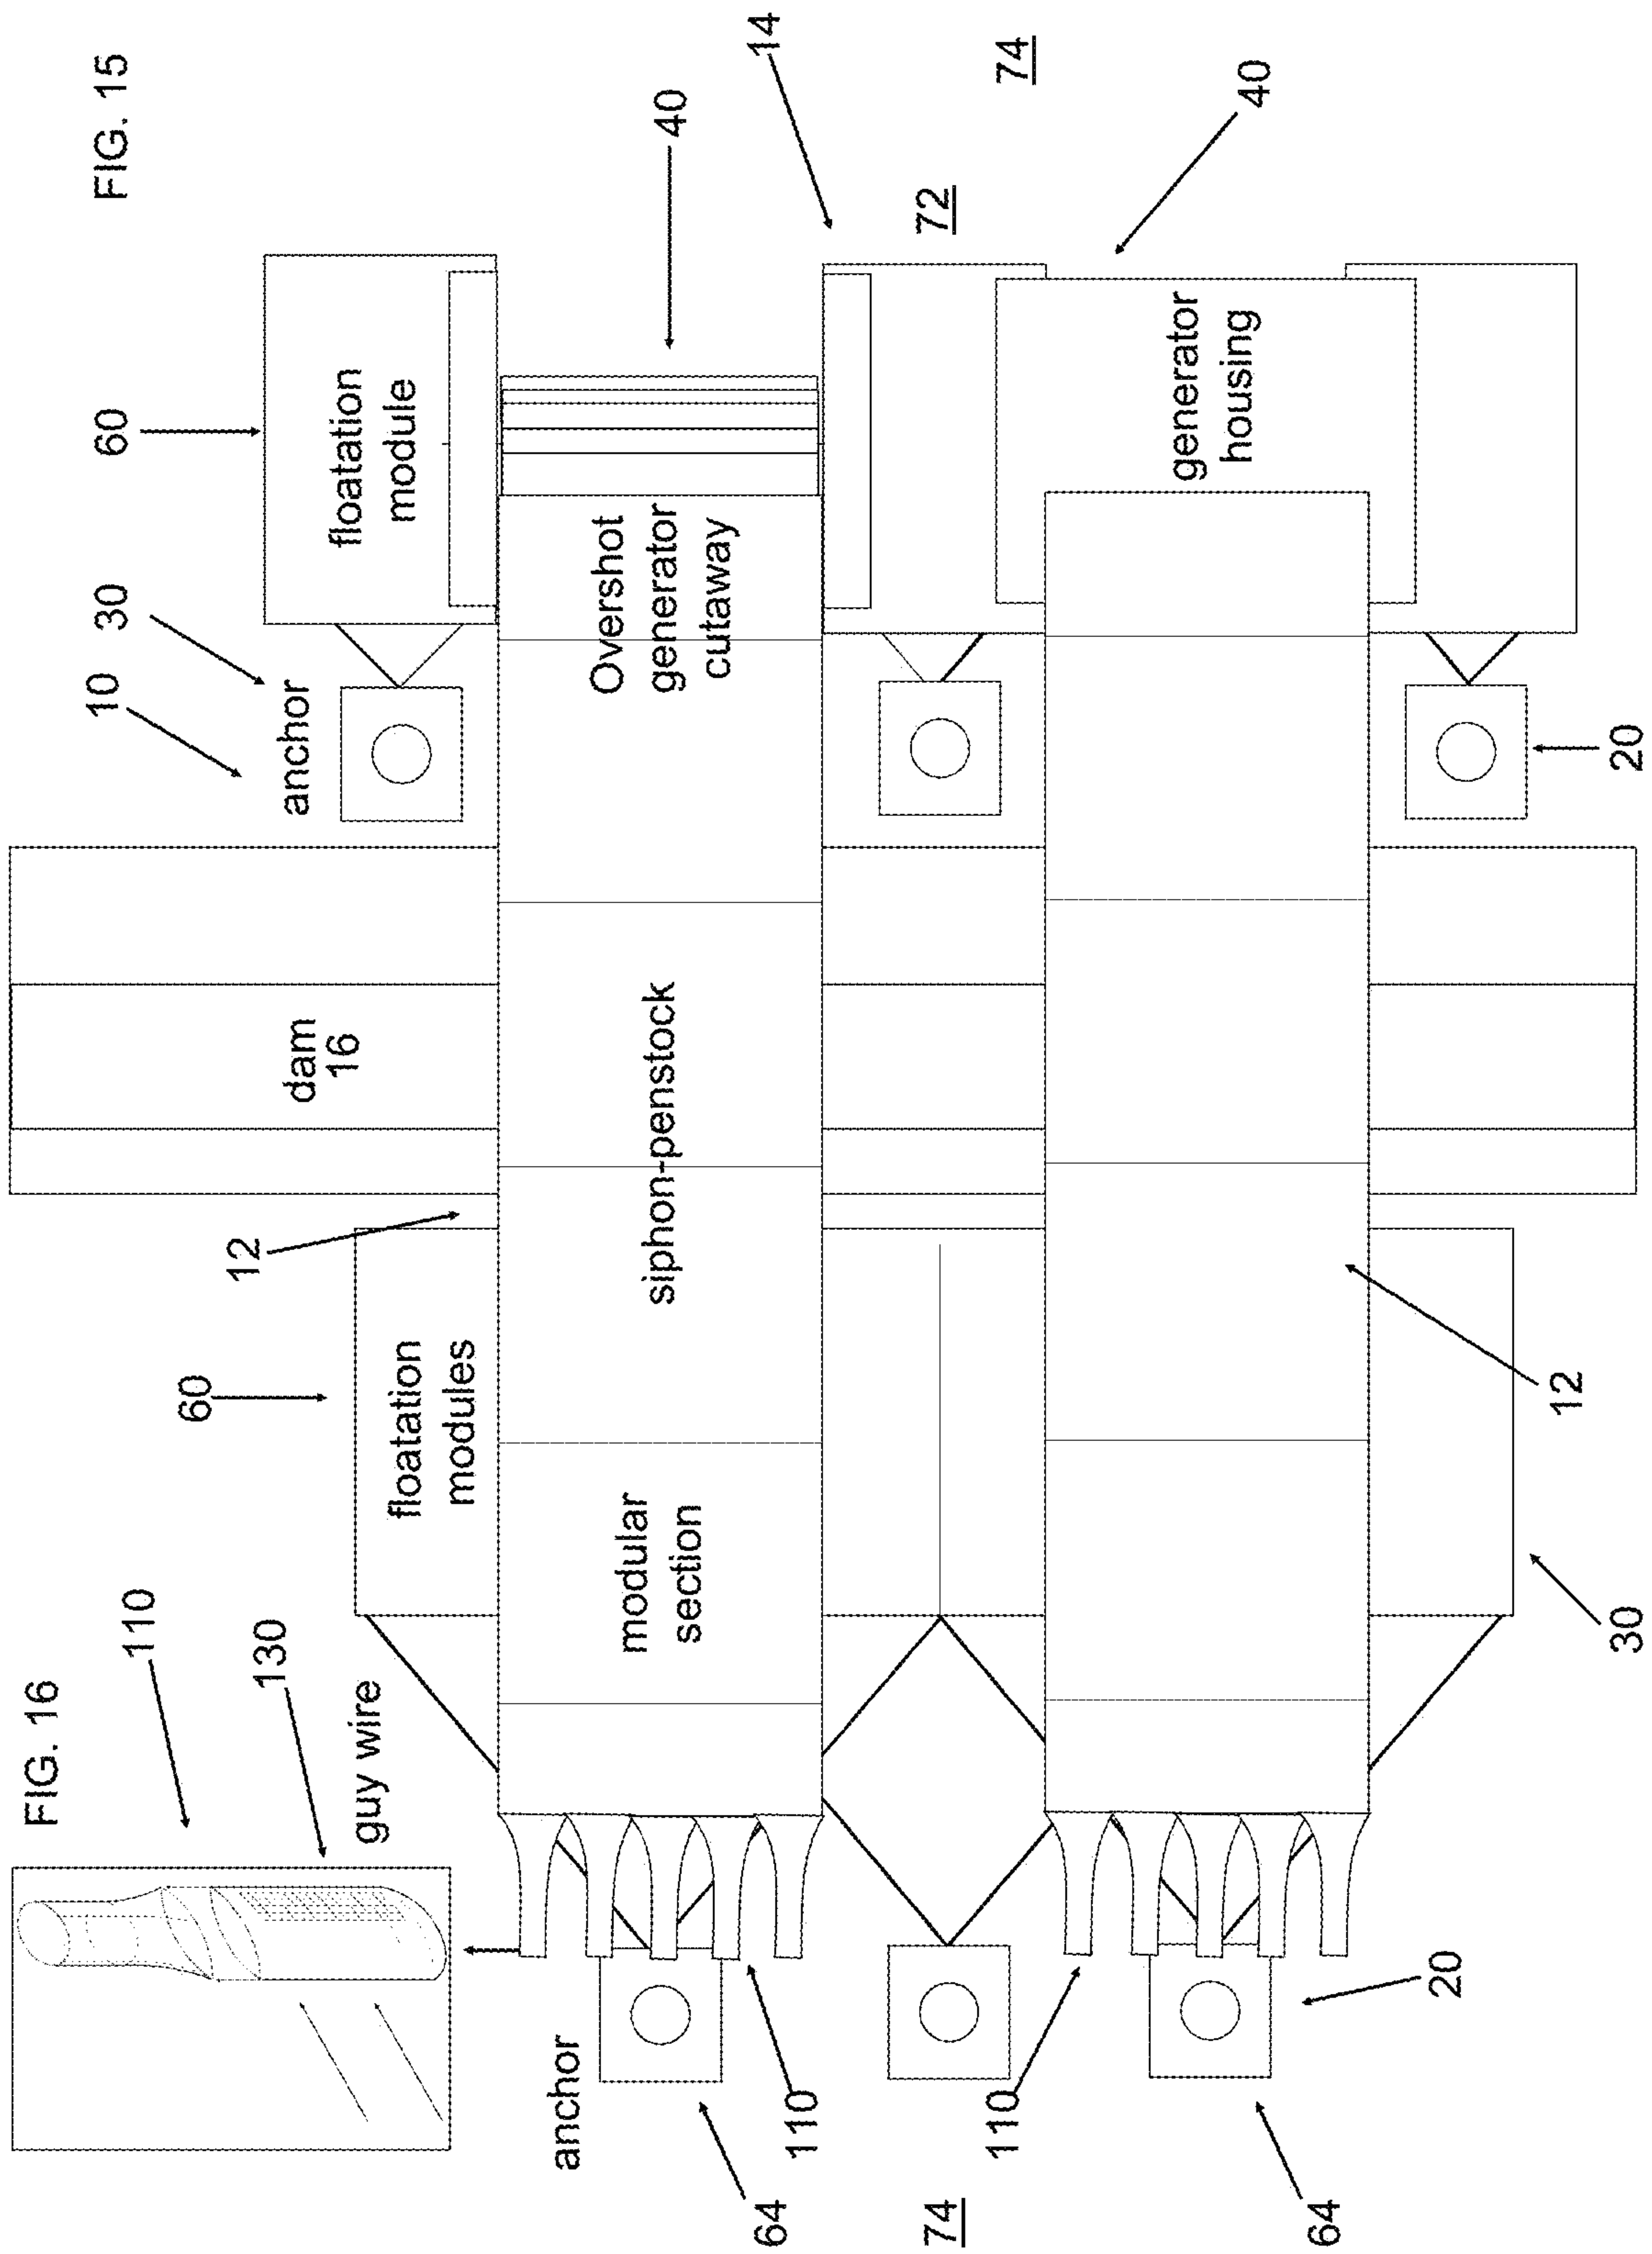 FIG. 16
FIG. 15
110
130
guy wire
60
floatation
modules
12
dam
16
10
30
anchor
60
floatation
module
modular
section
siphon-penstock
Overshot
generator
cutaway
40
14
anchor
64
110
74
110
72
74
generator
housing
40
64
20
30
12
20